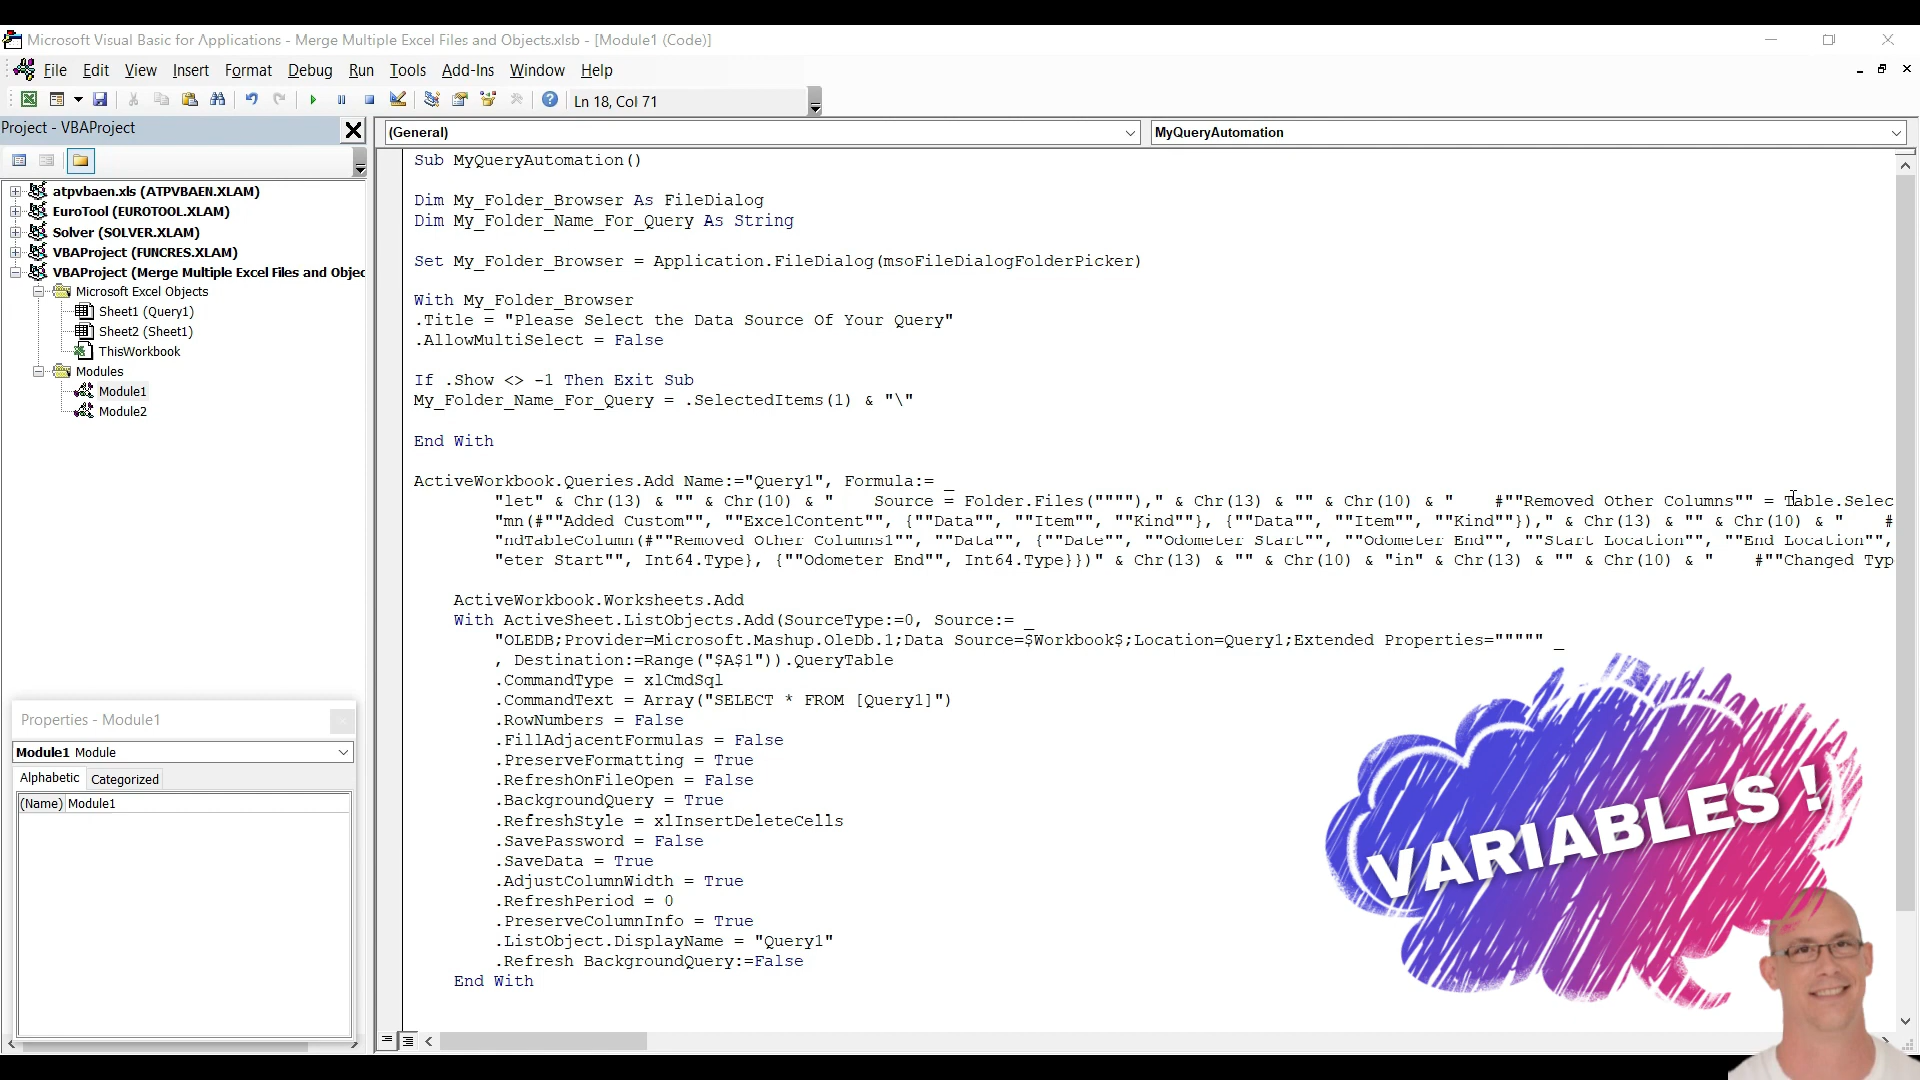 Microsoft Visual Basic for Applications - Merge Multiple Excel Files and Objects.xlsb - [Module1 (Code)]
File Edit View Insert Format Debug Run Tools Add-Ins Window Help
Ln 18, Col 71
Project - VBAProject
atpvbaen.xls (ATPVBAEN.XLAM)
EuroTool (EUROTOOL.XLAM)
Solver (SOLVER.XLAM)
VBAProject (FUNCRES.XLAM)
VBAProject (Merge Multiple Excel Files and Objec
Microsoft Excel Objects
Sheet1 (Query1)
Sheet2 (Sheet1)
ThisWorkbook
Modules
Module1
Module2
Properties - Module1
Module1 Module
Alphabetic Categorized
(Name) Module1
(General) MyQueryAutomation
Sub MyQueryAutomation()
Dim My_Folder_Browser As FileDialog
Dim My_Folder_Name_For_Query As String
Set My_Folder_Browser = Application.FileDialog(msoFileDialogFolderPicker)
With My_Folder_Browser
.Title = "Please Select the Data Source Of Your Query"
.AllowMultiSelect = False
If .Show <> -1 Then Exit Sub
My_Folder_Name_For_Query = .SelectedItems(1) & "\"
End With
ActiveWorkbook.Queries.Add Name:="Query1", Formula:= _
"let" & Chr(13) & "" & Chr(10) & "    Source = Folder.Files("""")," & Chr(13) & "" & Chr(10) & "    #""Removed Other Columns"" = Table.Selec
"mn(#""Added Custom"", ""ExcelContent"", {""Data"", ""Item"", ""Kind""}, {""Data"", ""Item"", ""Kind""})," & Chr(13) & "" & Chr(10) & "    #
"ndTableColumn(#""Removed Other Columns1"", ""Data"", {""Date"", ""Odometer Start"", ""Odometer End"", ""Start Location"", ""End Location"",
"eter Start"", Int64.Type}, {""Odometer End"", Int64.Type}})" & Chr(13) & "" & Chr(10) & "in" & Chr(13) & "" & Chr(10) & "    #""Changed Typ
ActiveWorkbook.Worksheets.Add
With ActiveSheet.ListObjects.Add(SourceType:=0, Source:= _
"OLEDB;Provider=Microsoft.Mashup.OleDb.1;Data Source=$Workbook$;Location=Query1;Extended Properties=""""" _
, Destination:=Range("$A$1")).QueryTable
.CommandType = xlCmdSql
.CommandText = Array("SELECT * FROM [Query1]")
.RowNumbers = False
.FillAdjacentFormulas = False
.PreserveFormatting = True
.RefreshOnFileOpen = False
.BackgroundQuery = True
.RefreshStyle = xlInsertDeleteCells
.SavePassword = False
.SaveData = True
.AdjustColumnWidth = True
.RefreshPeriod = 0
.PreserveColumnInfo = True
.ListObject.DisplayName = "Query1"
.Refresh BackgroundQuery:=False
End With
VARIABLES !